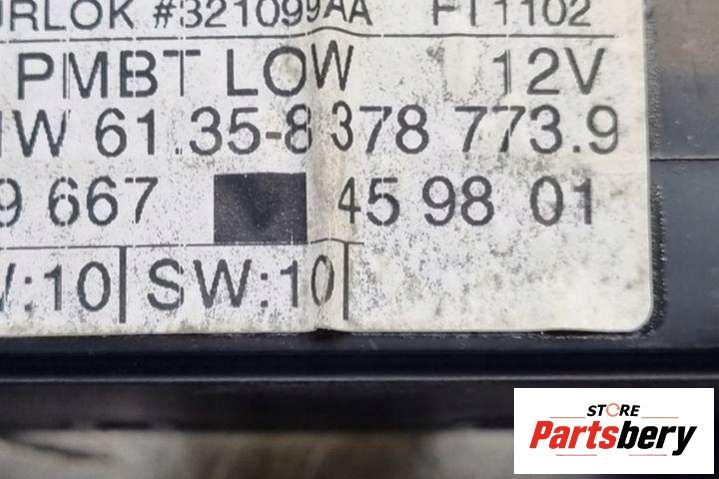 URLOK #321099AA FT1102
PMBT LOW 12V
W 61.35-8 378 773.9
9 667 V 45 98 01
W:10 SW:10
STORE
Partsbery